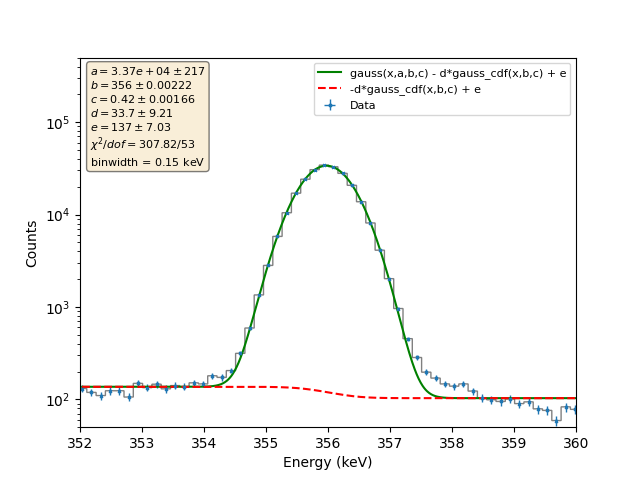 a = 3.37e + 04 ± 217
b = 356 ± 0.00222
c = 0.42 ± 0.00166
d = 33.7 ± 9.21
e = 137 ± 7.03
χ²/dof = 307.82/53
binwidth = 0.15 keV
gauss(x,a,b,c) - d*gauss_cdf(x,b,c) + e
-d*gauss_cdf(x,b,c) + e
Data
Counts
10⁵
10⁴
10³
10²
352 353 354 355 356 357 358 359 360
Energy (keV)